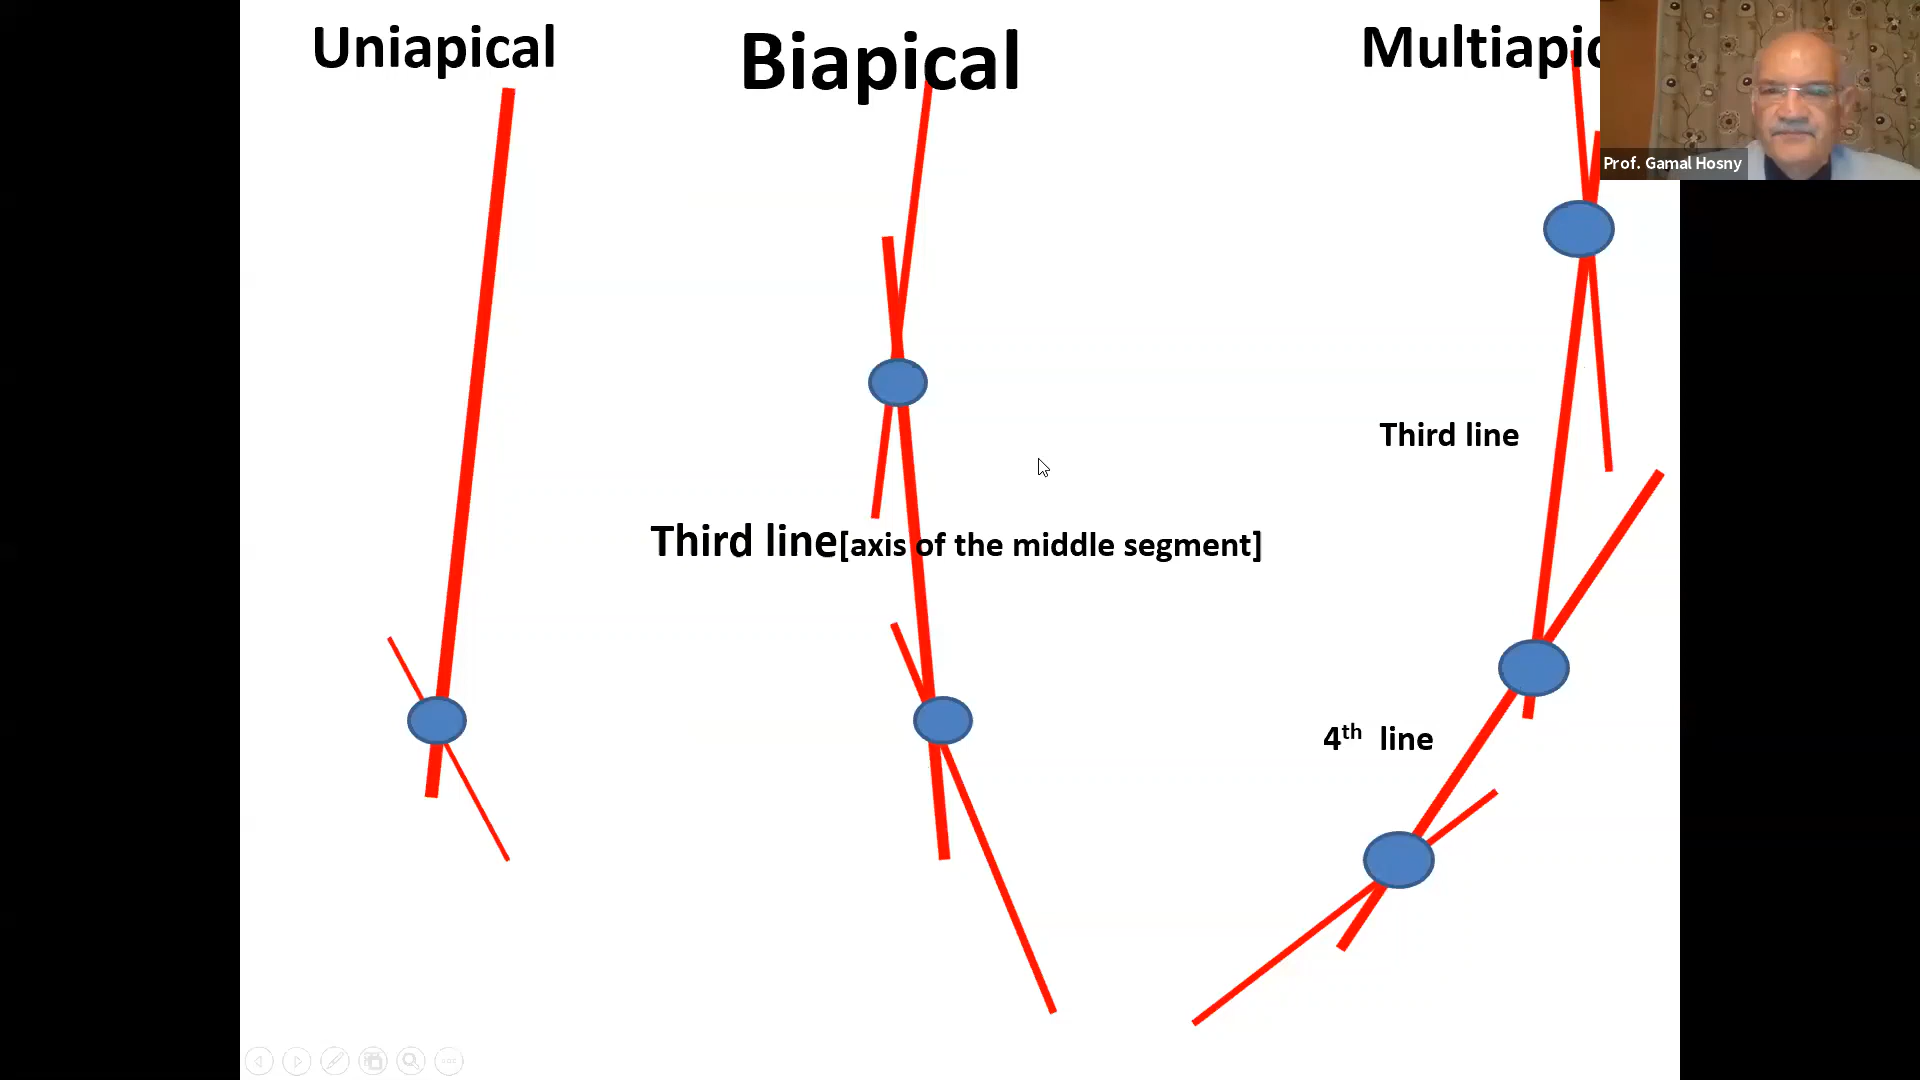 Uniapical
Biapical
Multiapic
Prof. Gamal Hosny
Third line
Third line[axis of the middle segment]
4th line